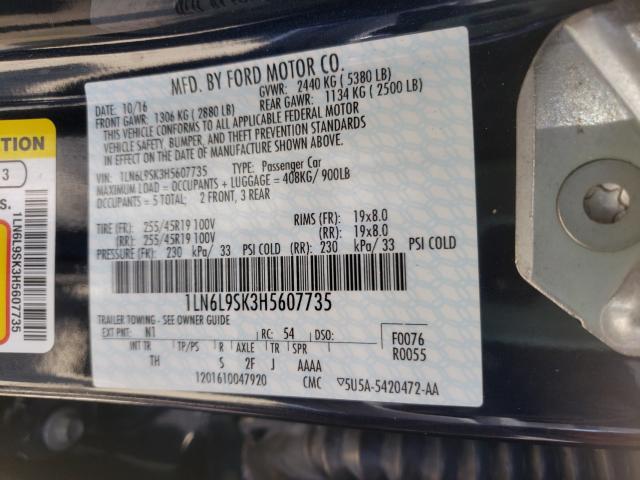 MFD. BY FORD MOTOR CO.
DATE: 10/16 GVWR: 2440 KG ( 5380 LB)
FRONT GAWR: 1306 KG ( 2880 LB) REAR GAWR: 1134 KG ( 2500 LB)
THIS VEHICLE CONFORMS TO ALL APPLICABLE FEDERAL MOTOR
VEHICLE SAFETY, BUMPER, AND THEFT PREVENTION STANDARDS
IN EFFECT ON THE DATE OF MANUFACTURE SHOWN ABOVE.
VIN: 1LN6L9SK3H5607735 TYPE: Passenger Car
MAXIMUM LOAD = OCCUPANTS + LUGGAGE = 408KG/ 900LB
OCCUPANTS = 5 TOTAL: 2 FRONT, 3 REAR
TIRE (FR): 255/45R19 100V RIMS (FR): 19x8.0
(RR): 255/45R19 100V (RR): 19x8.0
PRESSURE (FR): 230 kPa/ 33 PSI COLD (RR): 230 kPa/ 33 PSI COLD
1LN6L9SK3H5607735
TRAILER TOWING - SEE OWNER GUIDE
EXT PNT: N1 RC: 54 DSO: F0076
INT TR TP/PS R AXLE TR SPR R0055
TH S 2F J AAAA
1201610047920 CMC ▽5U5A-5420472-AA
TION
3
S.
1LN6L9SK3H5607735